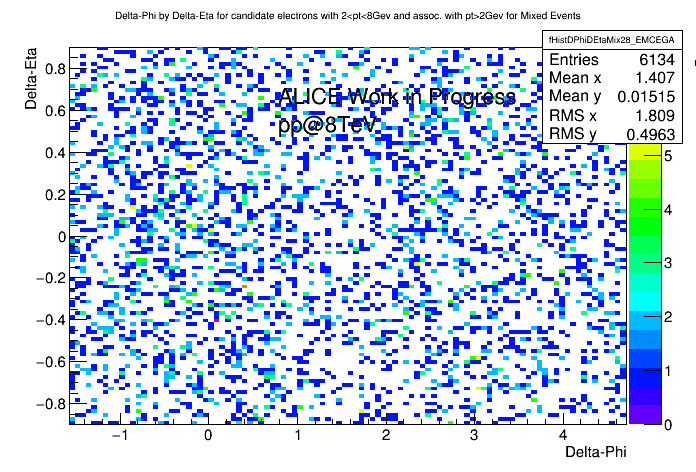 Delta-Phi by Delta-Eta for candidate electrons with 2<pt<8Gev and assoc. with pt>2Gev for Mixed Events
fHistDPhiDEtaMix28_EMCEGA
Entries 6134
Mean x 1.407
Mean y 0.01515
RMS x 1.809
RMS y 0.4963
ALICE Work in Progress
pp@8TeV
Delta-Eta
0.8
0.6
0.4
0.2
0
−0.2
−0.4
−0.6
−0.8
−1 0 1 2 3 4
Delta-Phi
5
4
3
2
1
0